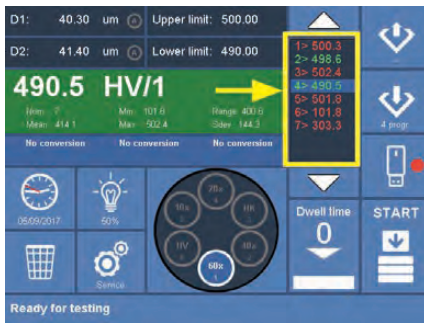 D1: 40.30 um Upper limit: 500.00
D2: 41.40 um Lower limit: 490.00
490.5 HV/1
Num: 7 Min: 101.8 Range: 400.6
Mean: 414.1 Max: 502.4 Sdev: 144.3
No conversion No conversion No conversion
1> 500.3
2> 498.6
3> 502.4
4> 490.5
5> 501.8
6> 101.8
7> 303.3
4 progr.
05/09/2017
50%
Service
10x
20x
4
HK
HV
40x
60x
1
Dwell time
0
START
Ready for testing